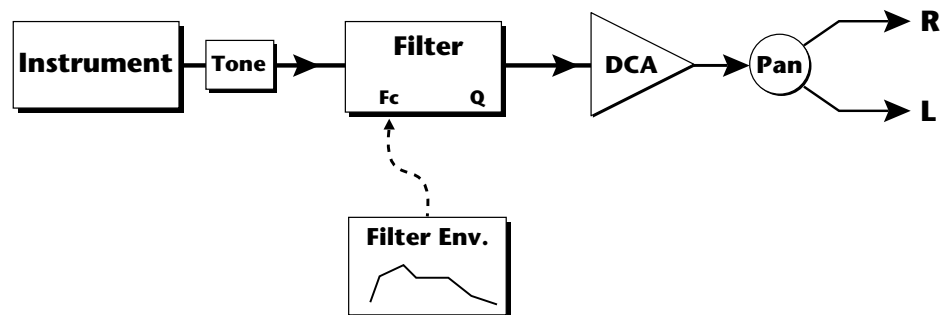 R
Filter
Instrument
Tone
DCA
Pan
Fc
Q
L
Filter Env.